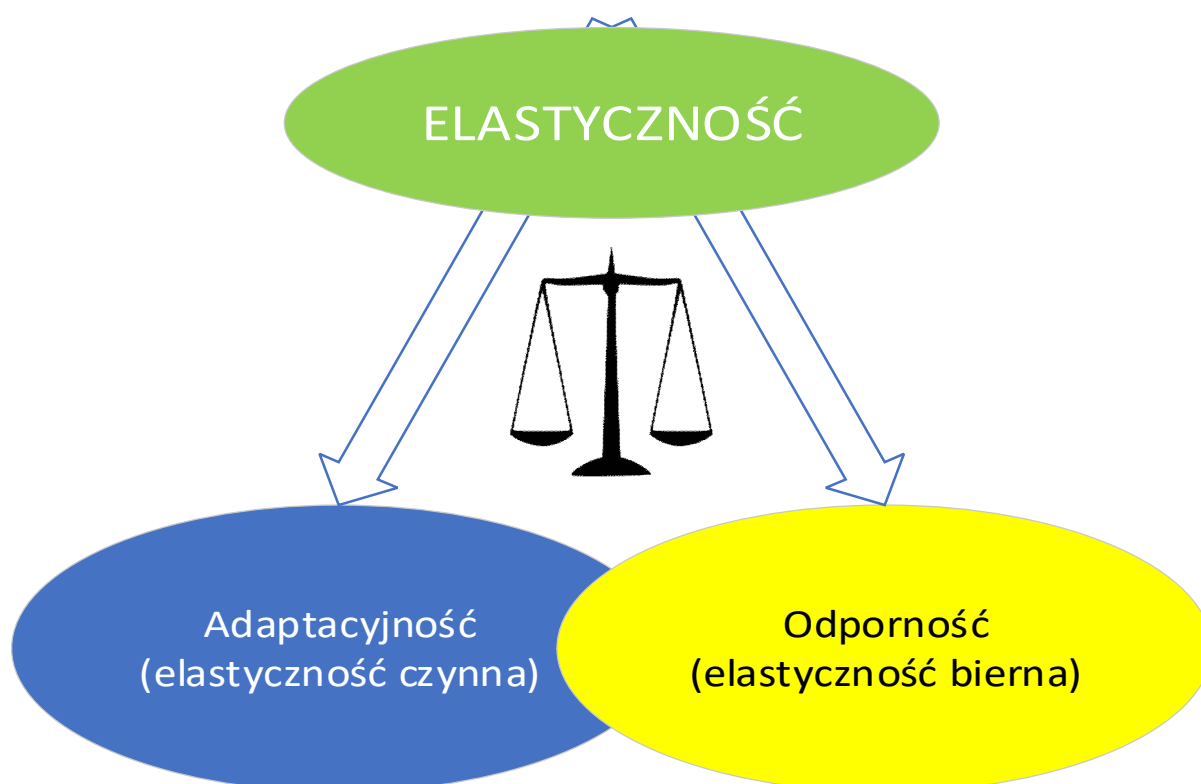 ELASTYCZNOŚĆ
Adaptacyjność
(elastyczność czynna)
Odporność
(elastyczność bierna)